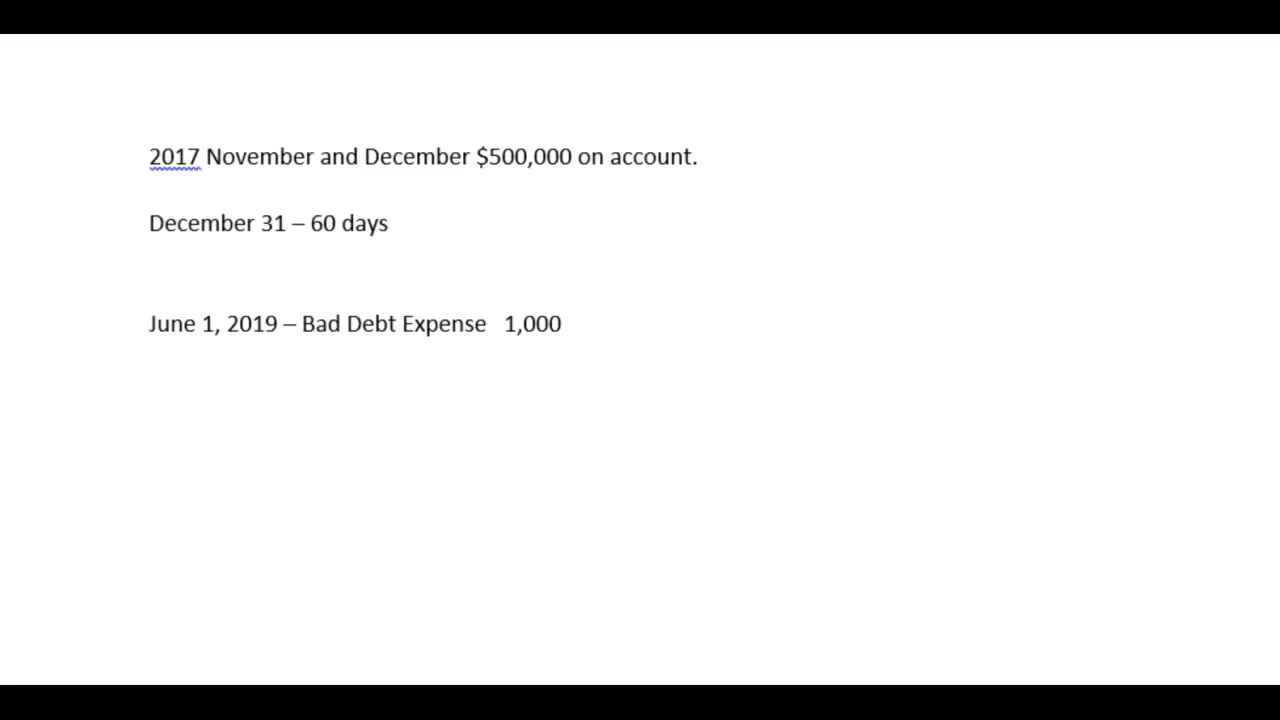 2017 November and December $500,000 on account.
December 31 – 60 days
June 1, 2019 – Bad Debt Expense   1,000